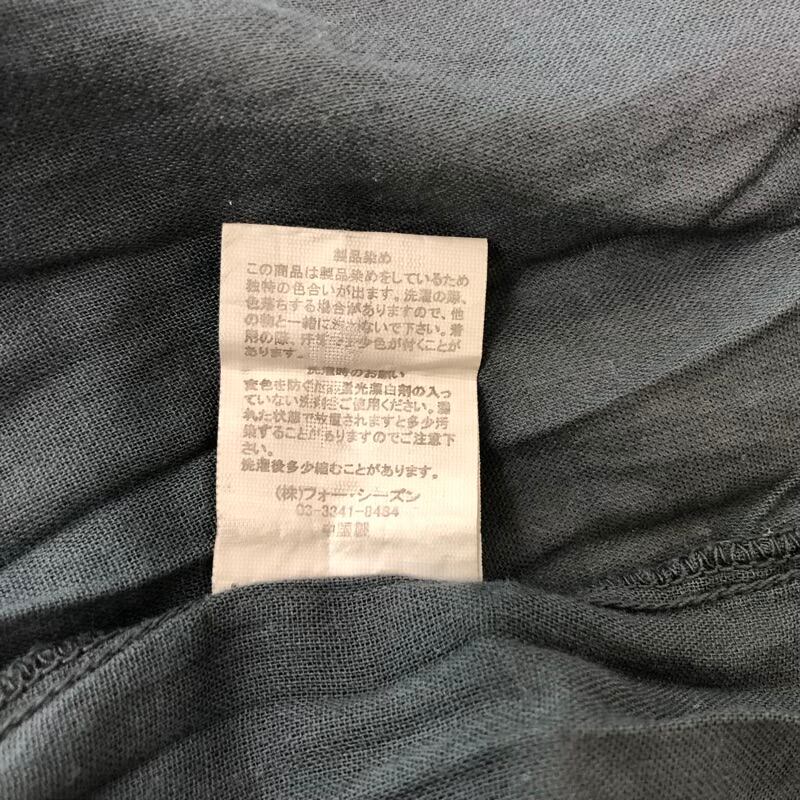 製品染め
この商品は製品染めをしているため
独特の色合いが出ます。洗濯の際、
色落ちする場合がありますので、他
の物と一緒に洗わないで下さい。着
用の際、汗等で多少色が付くことが
あります。
洗濯時のお願い
変色を防ぐため蛍光漂白剤の入っ
ていない洗剤をご使用ください。濡
れた状態で放置されますと多少汚
染することがありますのでご注意下
さい。
洗濯後多少縮むことがあります。
(株)フォー・シーズン
03-3341-8484
中国製